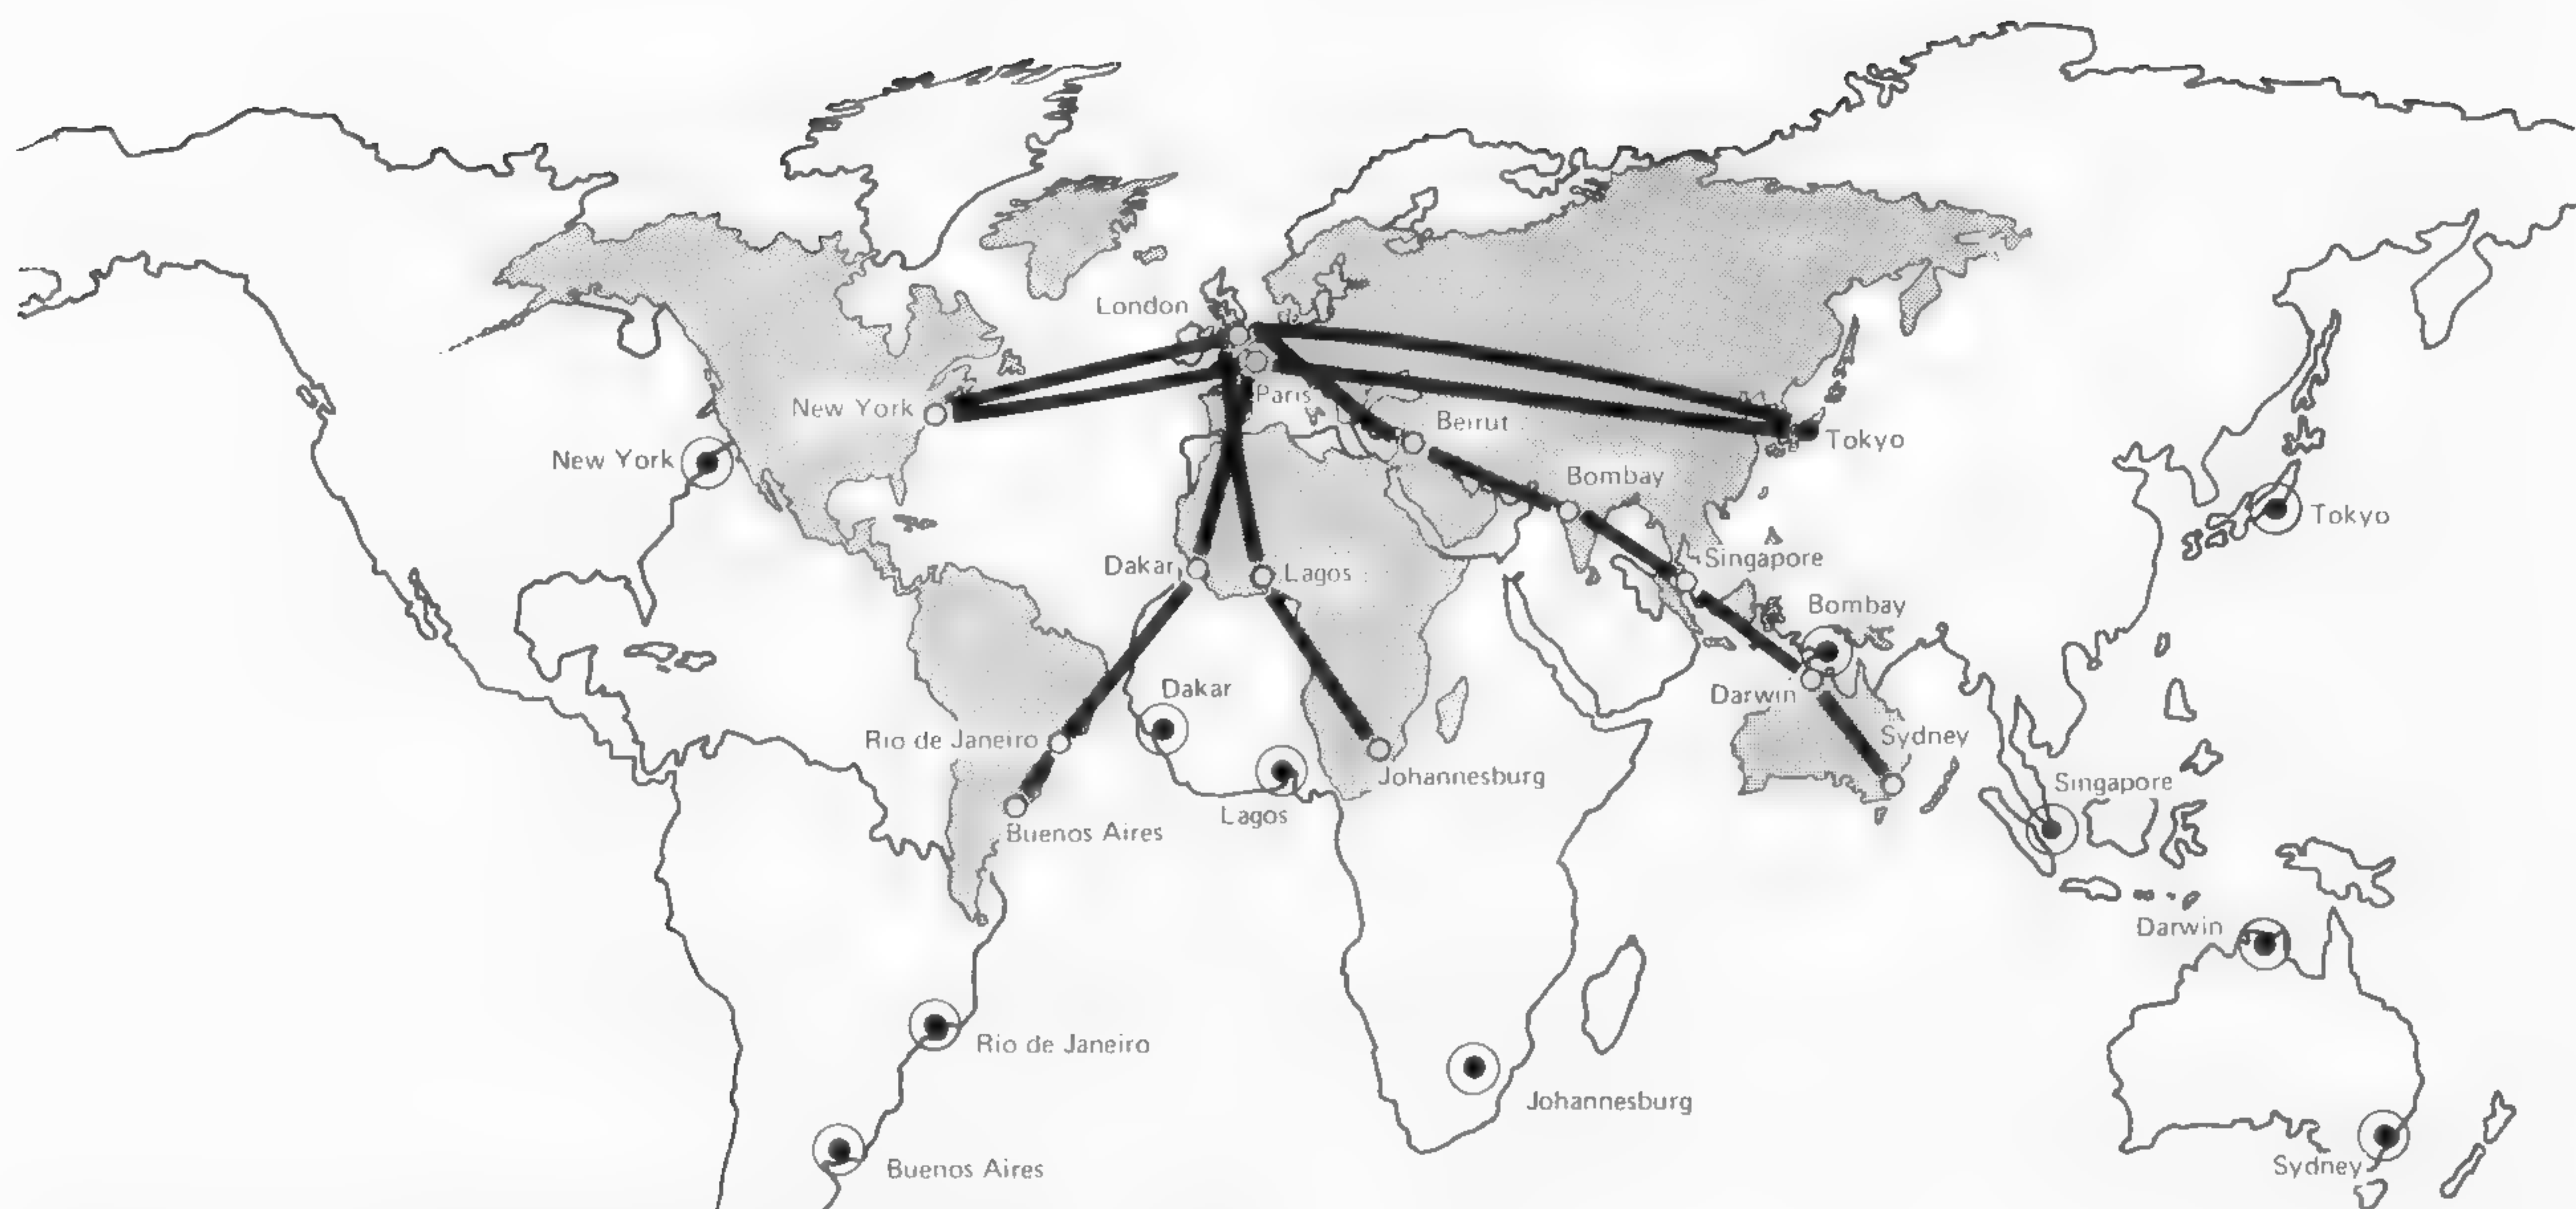 London
New York
Paris
Beirut
Tokyo
New York
Bombay
Tokyo
Dakar
Lagos
Singapore
Bombay
Dakar
Darwin
Rio de Janeiro
Sydney
Johannesburg
Singapore
Lagos
Buenos Aires
Darwin
Rio de Janeiro
Johannesburg
Buenos Aires
Sydney